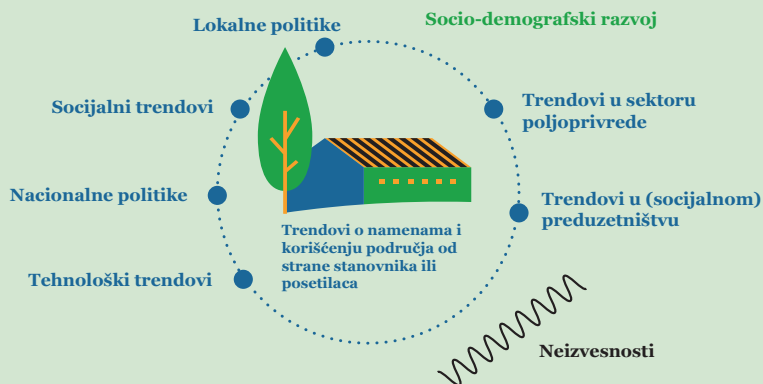 Lokalne politike
Socio-demografski razvoj
Socijalni trendovi
Trendovi u sektoru
poljoprivrede
Nacionalne politike
Trendovi u (socijalnom)
preduzetništvu
Trendovi o namenama i
korišćenju područja od
strane stanovnika ili
posetilaca
Tehnološki trendovi
Neizvesnosti